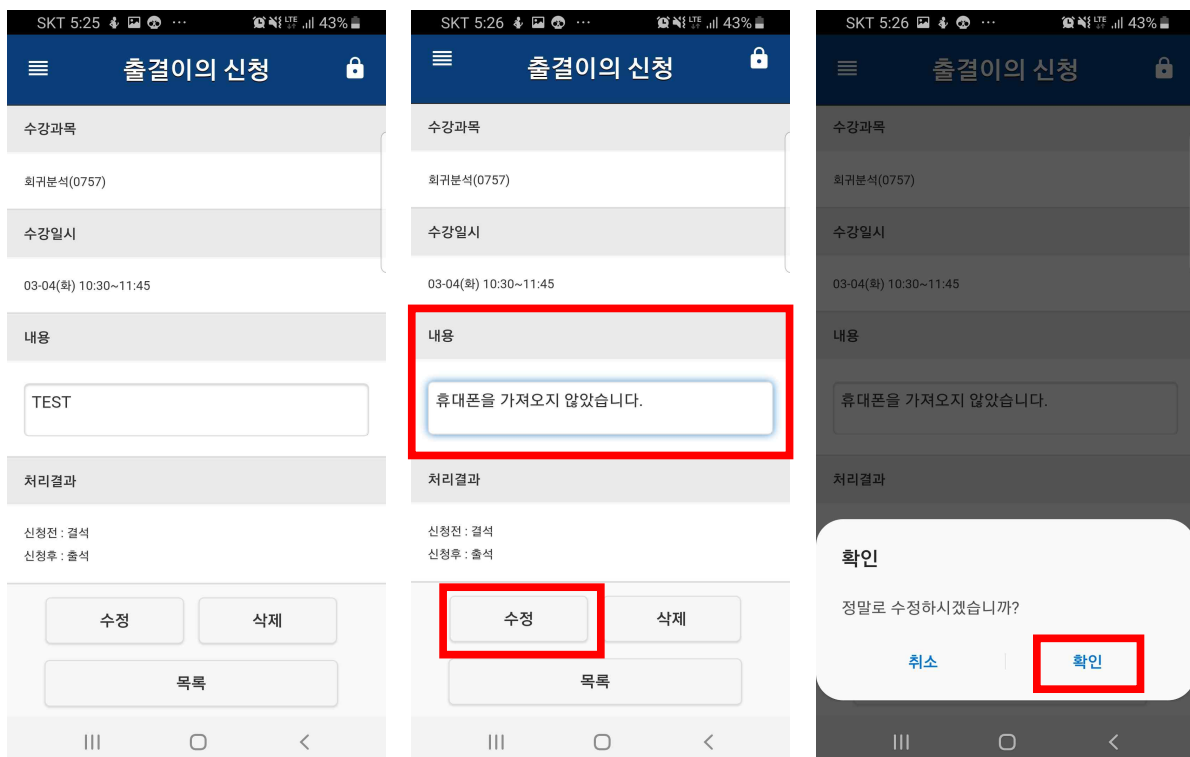 SKT 5:25 ··· LTE 43%
출결이의 신청
수강과목
회귀분석(0757)
수강일시
03-04(화) 10:30~11:45
내용
TEST
처리결과
신청전 : 결석
신청후 : 출석
수정 삭제
목록
SKT 5:26 ··· LTE 43%
출결이의 신청
수강과목
회귀분석(0757)
수강일시
03-04(화) 10:30~11:45
내용
휴대폰을 가져오지 않았습니다.
처리결과
신청전 : 결석
신청후 : 출석
수정 삭제
목록
SKT 5:26 ··· LTE 43%
출결이의 신청
수강과목
회귀분석(0757)
수강일시
03-04(화) 10:30~11:45
내용
휴대폰을 가져오지 않았습니다.
처리결과
확인
정말로 수정하시겠습니까?
취소 확인